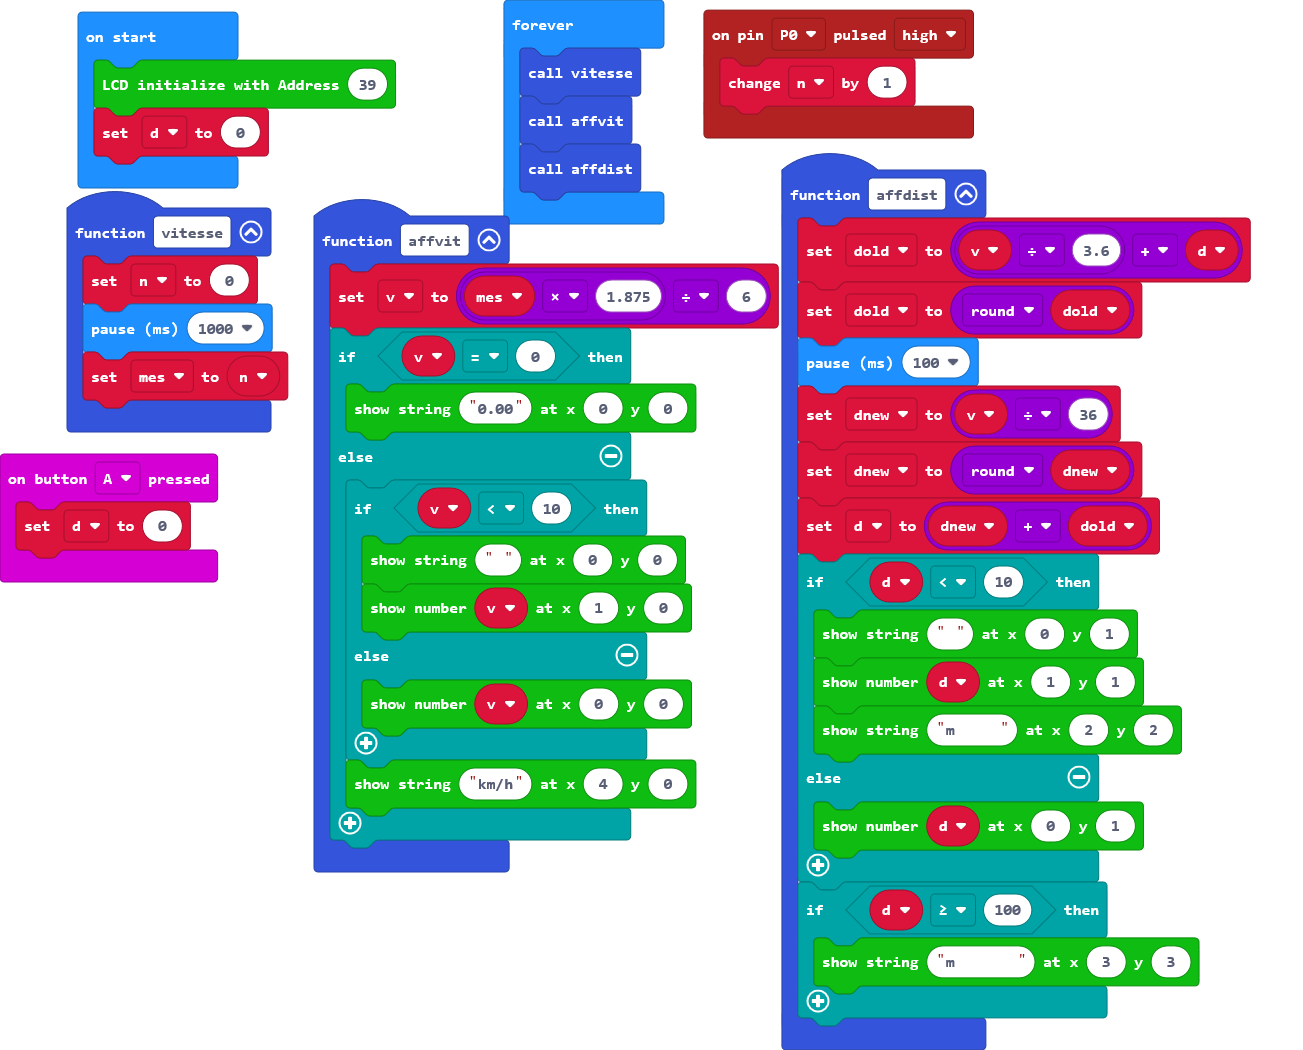 on start
LCD initialize with Address 39
set d to 0
forever
call vitesse
call affvit
call affdist
on pin P0 pulsed high
change n by 1
function vitesse
set n to 0
pause (ms) 1000
set mes to n
on button A pressed
set d to 0
function affvit
set v to mes × 1.875 ÷ 6
if v = 0 then
show string "0.00" at x 0 y 0
else
if v < 10 then
show string " " at x 0 y 0
show number v at x 1 y 0
else
show number v at x 0 y 0
show string "km/h" at x 4 y 0
function affdist
set dold to v ÷ 3.6 + d
set dold to round dold
pause (ms) 100
set dnew to v ÷ 36
set dnew to round dnew
set d to dnew + dold
if d < 10 then
show string " " at x 0 y 1
show number d at x 1 y 1
show string "m     " at x 2 y 2
else
show number d at x 0 y 1
if d ≥ 100 then
show string "m       " at x 3 y 3